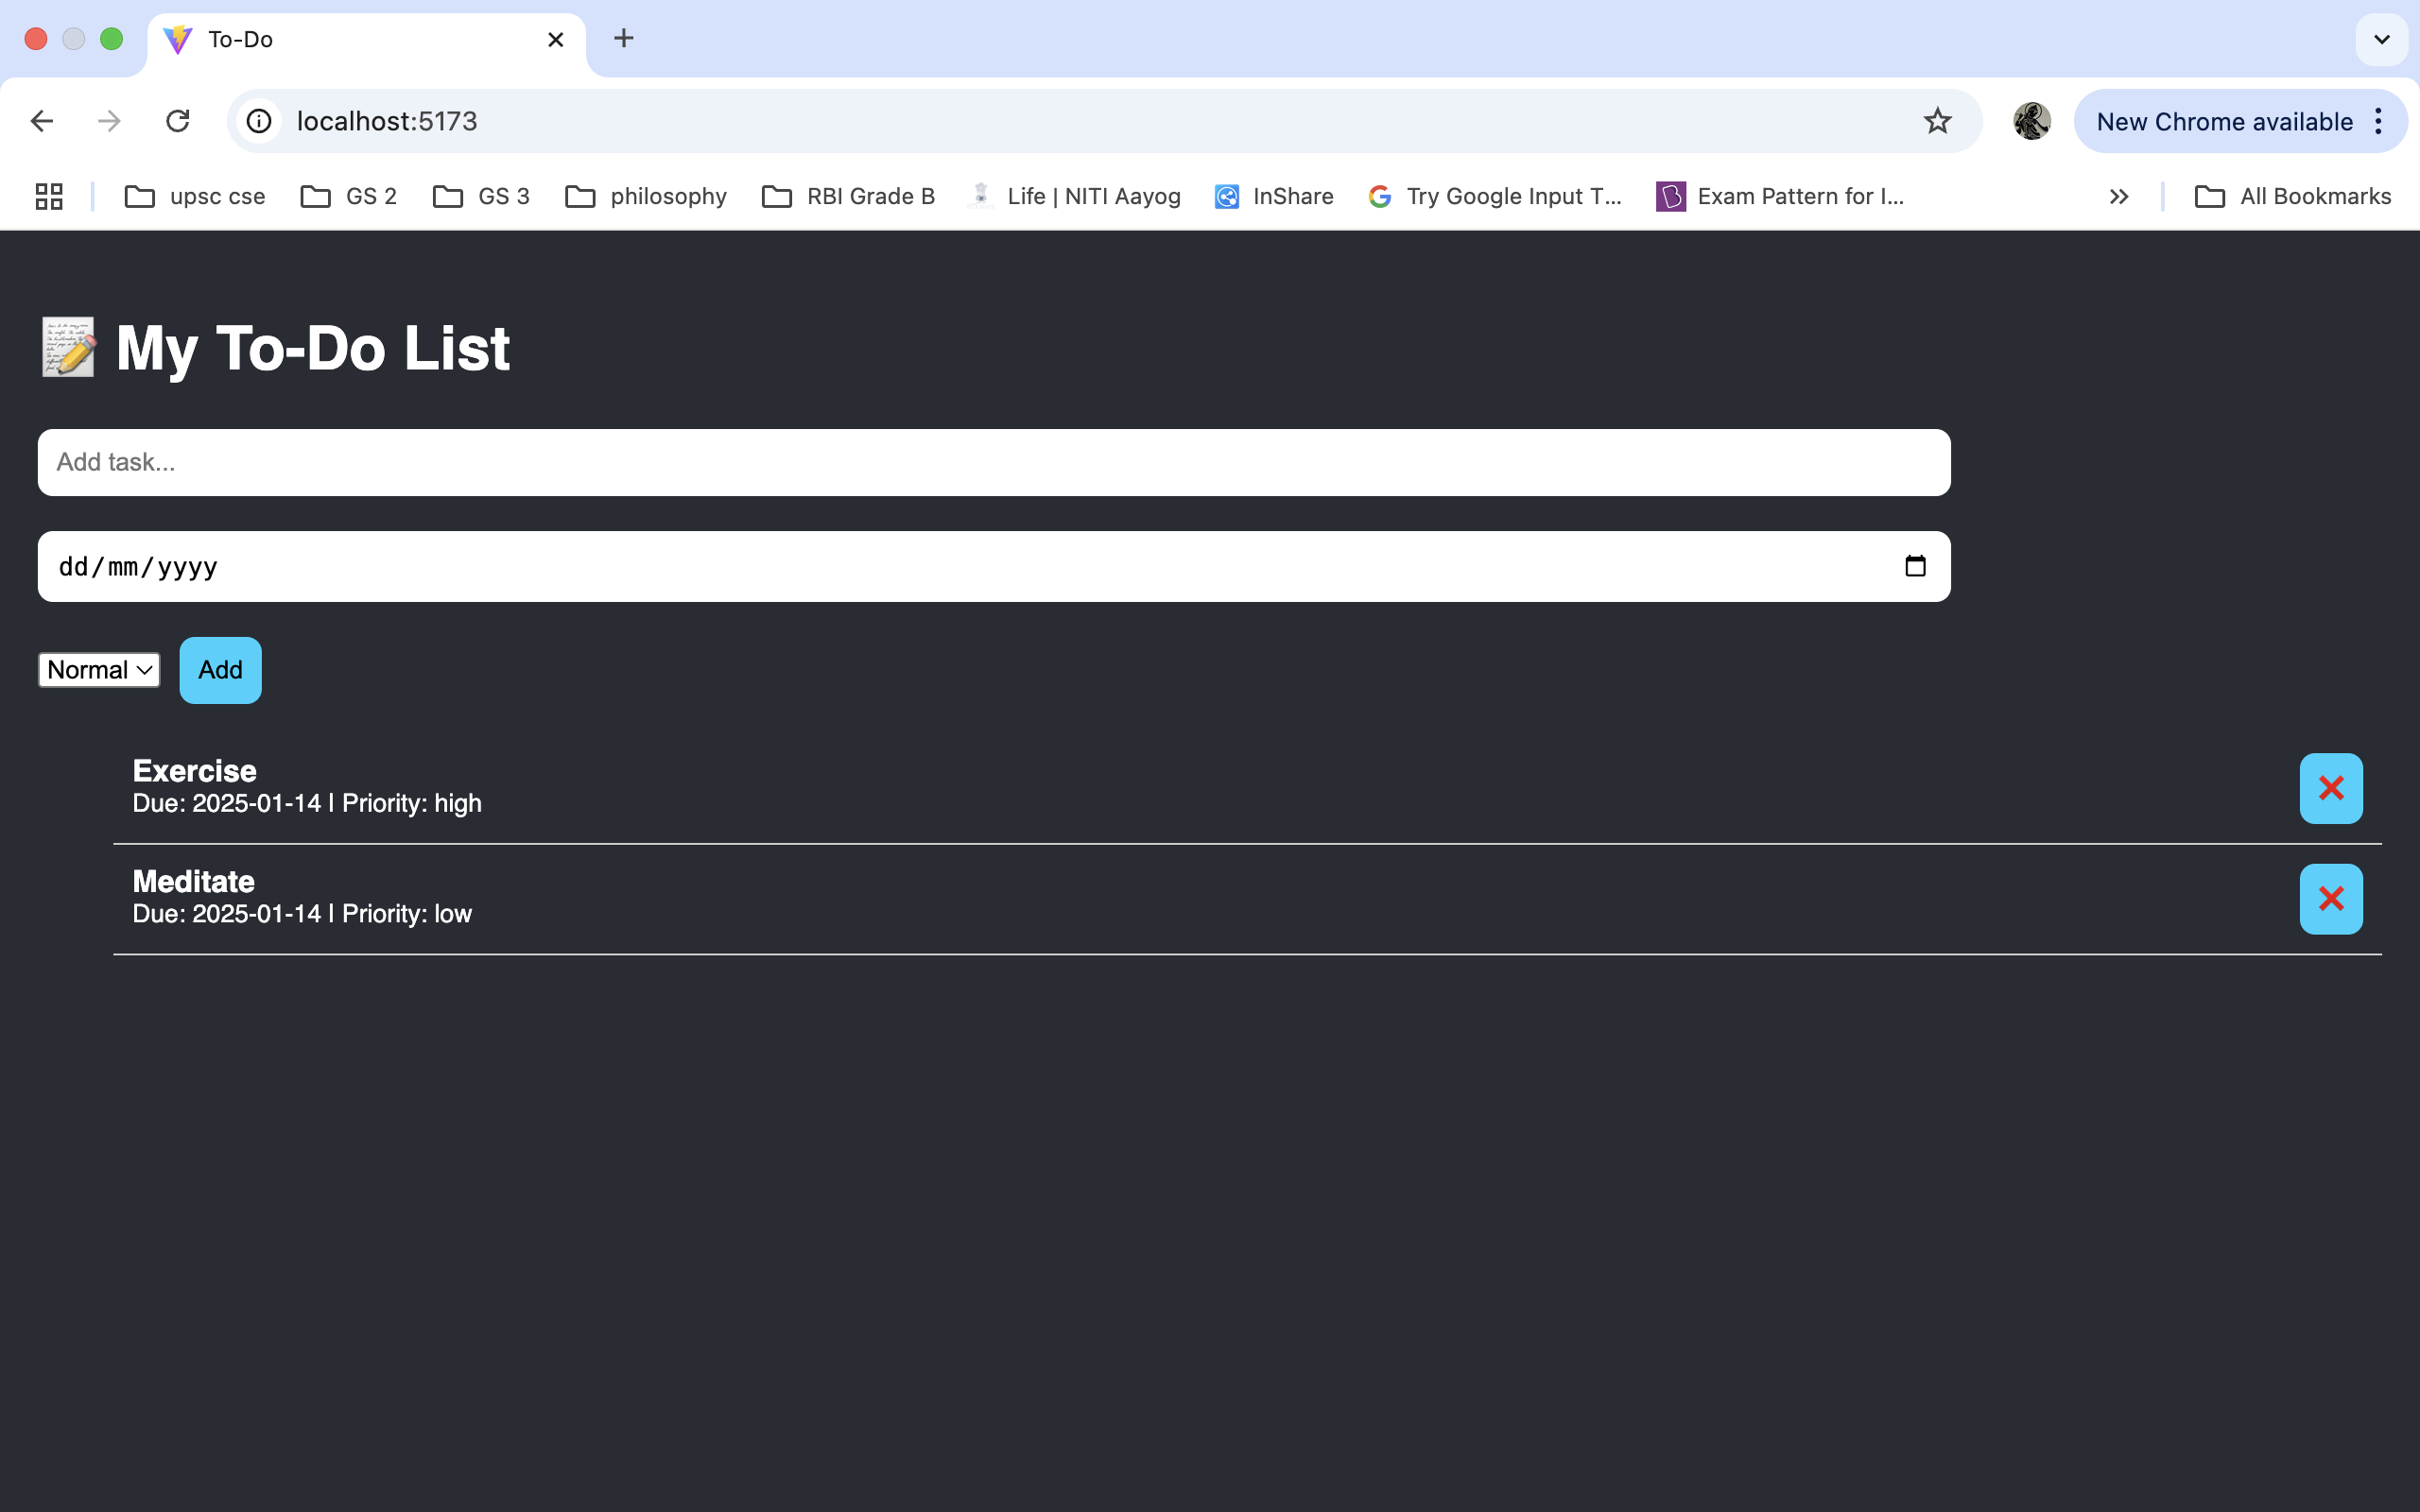 To-Do
localhost:5173
New Chrome available
upsc cse GS 2 GS 3 philosophy RBI Grade B Life | NITI Aayog InShare Try Google Input T... Exam Pattern for I... All Bookmarks
My To-Do List
Add task...
dd/mm/yyyy
Normal Add
Exercise
Due: 2025-01-14 | Priority: high
Meditate
Due: 2025-01-14 | Priority: low